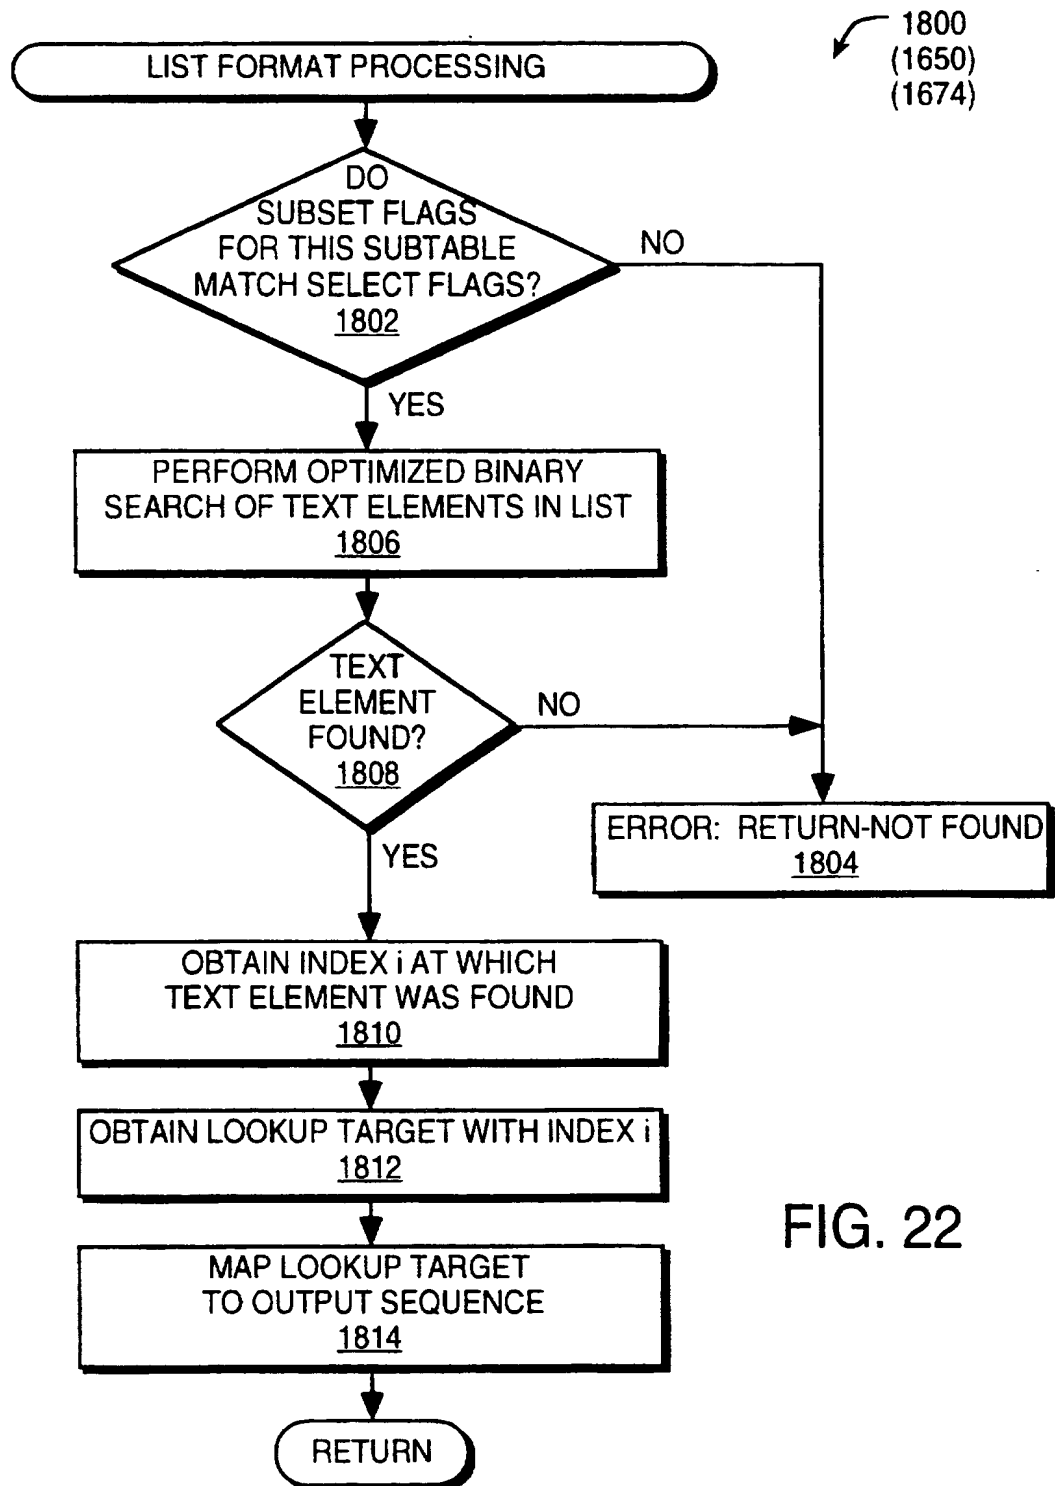 1800
(1650)
(1674)
LIST FORMAT PROCESSING
DO
SUBSET FLAGS
FOR THIS SUBTABLE
MATCH SELECT FLAGS?
1802
NO
YES
PERFORM OPTIMIZED BINARY
SEARCH OF TEXT ELEMENTS IN LIST
1806
TEXT
ELEMENT
FOUND?
1808
NO
ERROR: RETURN-NOT FOUND
1804
YES
OBTAIN INDEX i AT WHICH
TEXT ELEMENT WAS FOUND
1810
OBTAIN LOOKUP TARGET WITH INDEX i
1812
MAP LOOKUP TARGET
TO OUTPUT SEQUENCE
1814
RETURN
FIG. 22